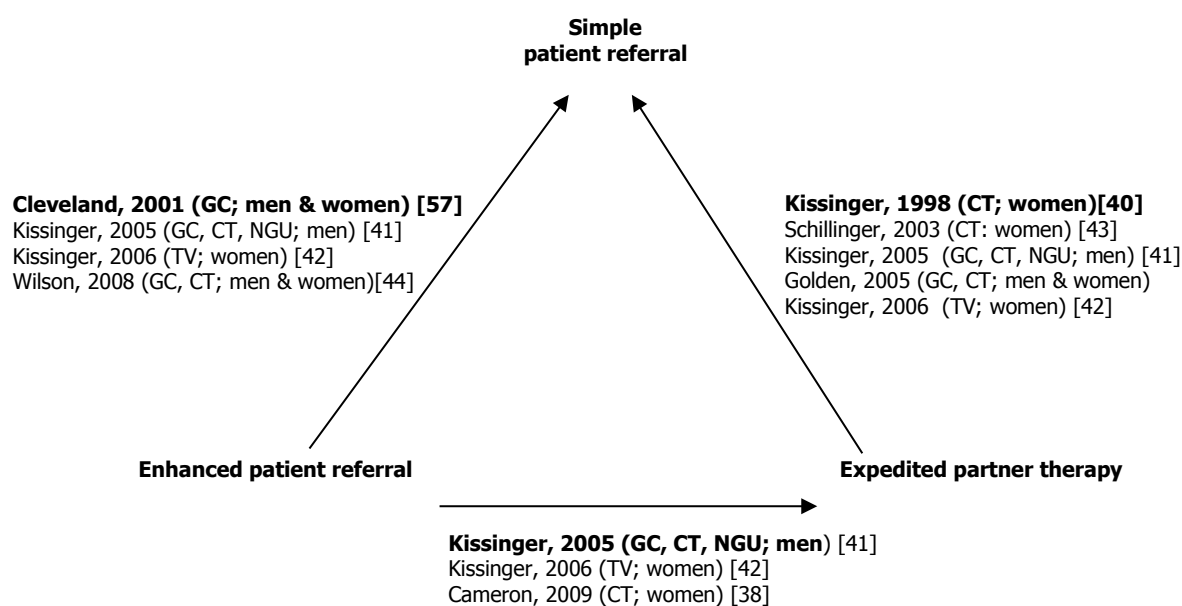 Simple
patient referral
Cleveland, 2001 (GC; men & women) [57]
Kissinger, 2005 (GC, CT, NGU; men) [41]
Kissinger, 2006 (TV; women) [42]
Wilson, 2008 (GC, CT; men & women)[44]
Kissinger, 1998 (CT; women)[40]
Schillinger, 2003 (CT: women) [43]
Kissinger, 2005  (GC, CT, NGU; men) [41]
Golden, 2005 (GC, CT; men & women)
Kissinger, 2006  (TV; women) [42]
Enhanced patient referral
Expedited partner therapy
Kissinger, 2005 (GC, CT, NGU; men) [41]
Kissinger, 2006 (TV; women) [42]
Cameron, 2009 (CT; women) [38]